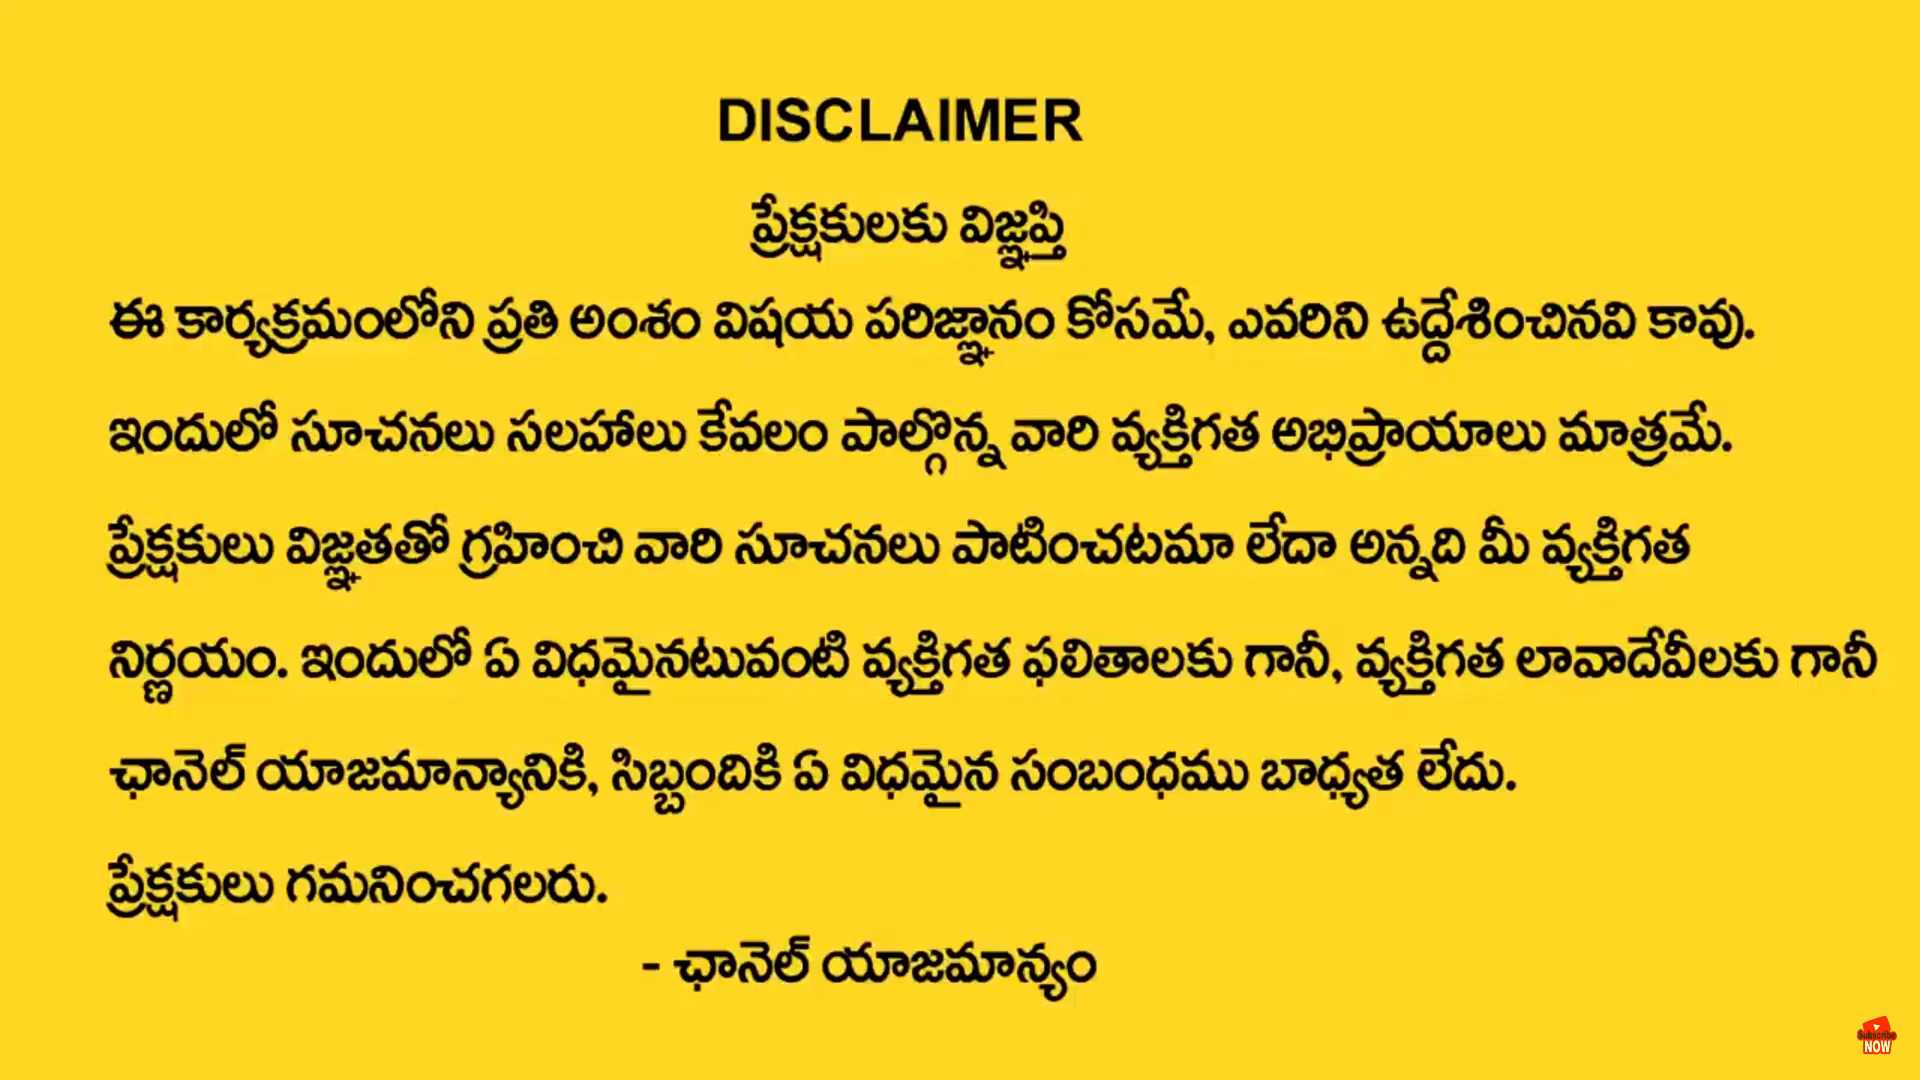 DISCLAIMER
ప్రేక్షకులకు విజ్ఞప్తి
ఈ కార్యక్రమంలోని ప్రతి అంశం విషయ పరిజ్ఞానం కోసమే, ఎవరిని ఉద్దేశించినవి కావు.
ఇందులో సూచనలు సలహాలు కేవలం పాల్గొన్న వారి వ్యక్తిగత అభిప్రాయాలు మాత్రమే.
ప్రేక్షకులు విజ్ఞతతో గ్రహించి వారి సూచనలు పాటించటమా లేదా అన్నది మీ వ్యక్తిగత
నిర్ణయం. ఇందులో ఏ విధమైనటువంటి వ్యక్తిగత ఫలితాలకు గానీ, వ్యక్తిగత లావాదేవీలకు గానీ
ఛానెల్ యాజమాన్యానికి, సిబ్బందికి ఏ విధమైన సంబంధము బాధ్యత లేదు.
ప్రేక్షకులు గమనించగలరు.
- ఛానెల్ యాజమాన్యం
Subscribe
NOW